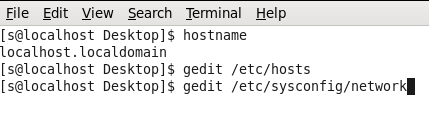 File Edit View Search Terminal Help
[s@localhost Desktop]$ hostname
localhost.localdomain
[s@localhost Desktop]$ gedit /etc/hosts
[s@localhost Desktop]$ gedit /etc/sysconfig/network